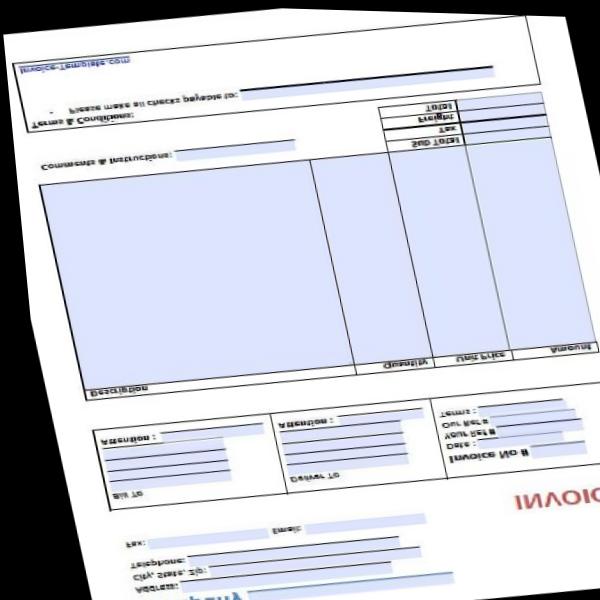 Address:
City, State, Zip:
Telephone:
Fax: Email:
INVOIC
Bill To
Attention :
Deliver To
Attention :
Invoice No #
Date :
Your Ref #
Our Ref #
Terms :
Description Quantity Unit Price Amount
Sub Total
Tax
Freight
Total
Comments & Instructions:
Terms & Conditions:
Please make all checks payable to:
Invoice-Template.com